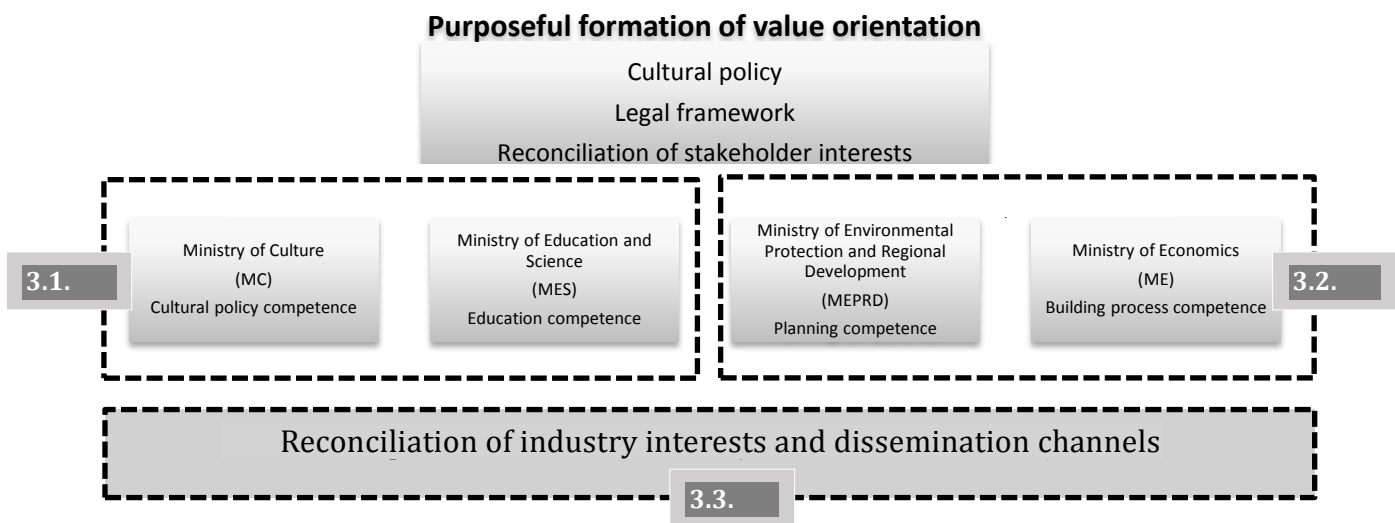 Purposeful formation of value orientation
Cultural policy
Legal framework
Reconciliation of stakeholder interests
3.1.
Ministry of Culture
(MC)
Cultural policy competence
Ministry of Education and
Science
(MES)
Education competence
Ministry of Environmental
Protection and Regional
Development
(MEPRD)
Planning competence
Ministry of Economics
(ME)
Building process competence
3.2.
Reconciliation of industry interests and dissemination channels
3.3.